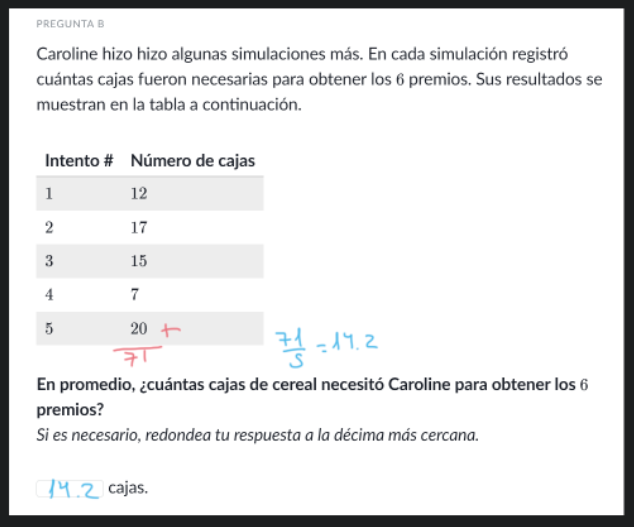 PREGUNTA B
Caroline hizo hizo algunas simulaciones más. En cada simulación registró
cuántas cajas fueron necesarias para obtener los 6 premios. Sus resultados se
muestran en la tabla a continuación.
Intento # Número de cajas
1 12
2 17
3 15
4 7
5 20 +
71
71/5 = 14.2
En promedio, ¿cuántas cajas de cereal necesitó Caroline para obtener los 6
premios?
Si es necesario, redondea tu respuesta a la décima más cercana.
14.2 cajas.